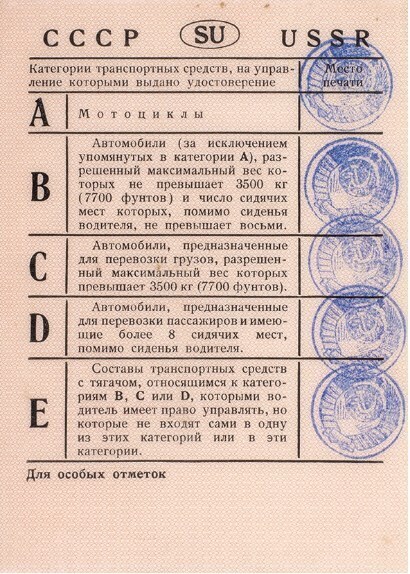 СССР SU USSR
Категории транспортных средств, на управ-
ление которыми выдано удостоверение
Место
печати
A
Мотоциклы
B
Автомобили (за исключением
упомянутых в категории А), раз-
решенный максимальный вес ко-
торых не превышает 3500 кг
(7700 фунтов) и число сидячих
мест которых, помимо сиденья
водителя, не превышает восьми.
C
Автомобили, предназначенные
для перевозки грузов, разрешен-
ный максимальный вес которых
превышает 3500 кг (7700 фунтов).
D
Автомобили, предназначенные
для перевозки пассажиров и имею-
щие более 8 сидячих мест,
помимо сиденья водителя.
E
Составы транспортных средств
с тягачом, относящимся к катего-
риям B, C или D, которыми во-
дитель имеет право управлять, но
которые не входят сами в одну
из этих категорий или в эти
категории.
Для особых отметок